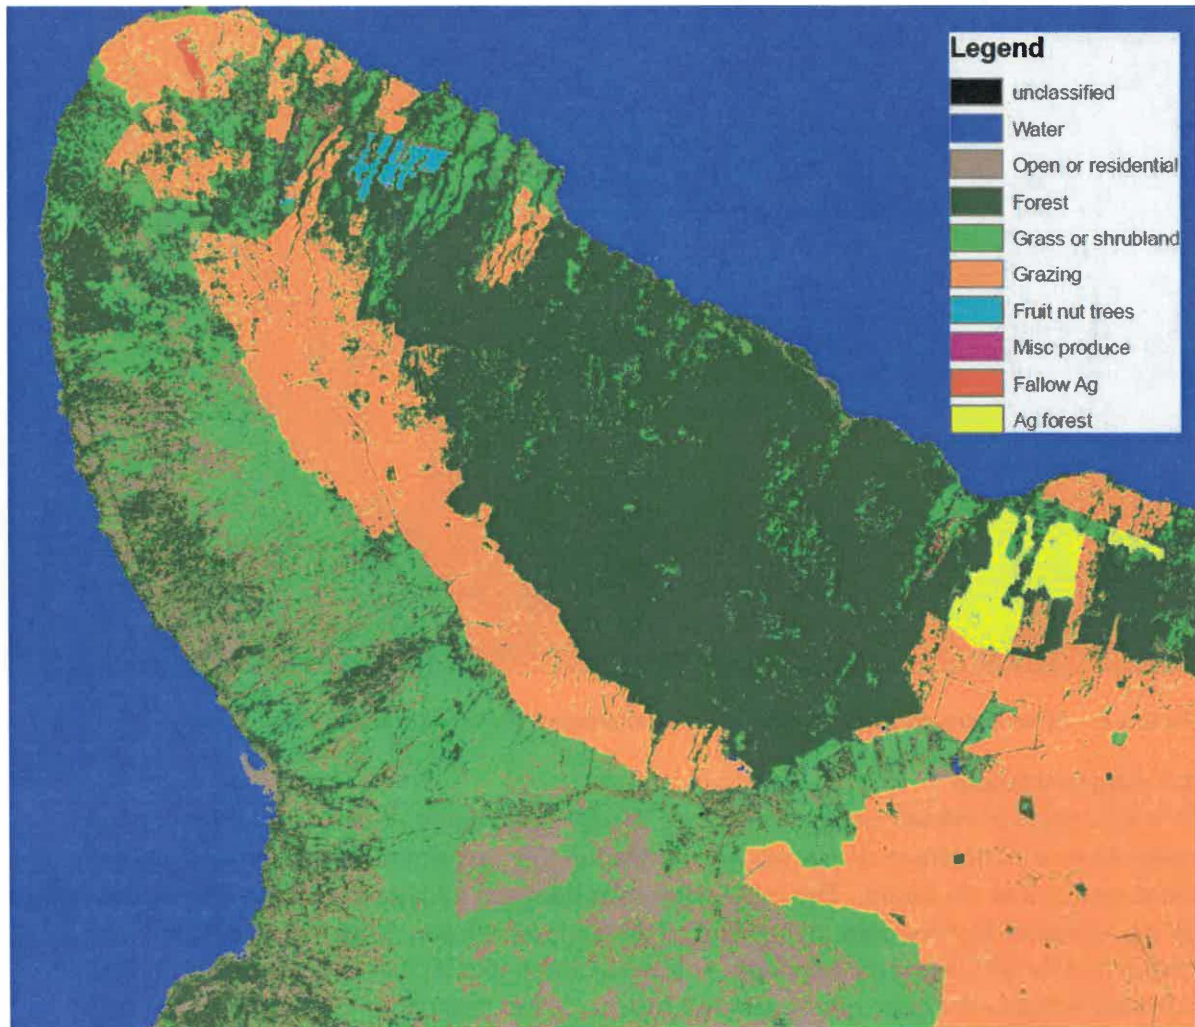 Legend
unclassified
Water
Open or residential
Forest
Grass or shrubland
Grazing
Fruit nut trees
Misc produce
Fallow Ag
Ag forest